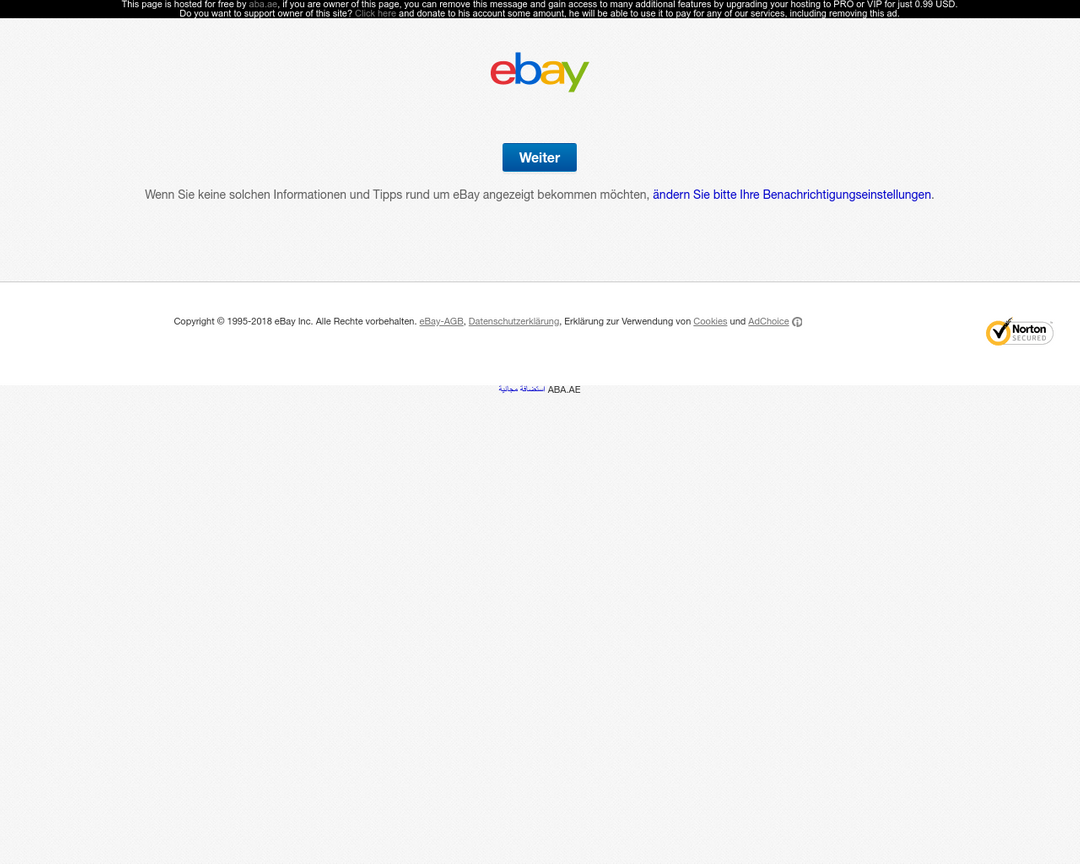 This page is hosted for free by aba.ae, if you are owner of this page, you can remove this message and gain access to many additional features by upgrading your hosting to PRO or VIP for just 0.99 USD.
Do you want to support owner of this site? Click here and donate to his account some amount, he will be able to use it to pay for any of our services, including removing this ad.
ebay
Weiter
Wenn Sie keine solchen Informationen und Tipps rund um eBay angezeigt bekommen möchten, ändern Sie bitte Ihre Benachrichtigungseinstellungen.
Copyright © 1995-2018 eBay Inc. Alle Rechte vorbehalten. eBay-AGB, Datenschutzerklärung, Erklärung zur Verwendung von Cookies und AdChoice
Norton
SECURED
استضافة مجانية ABA.AE